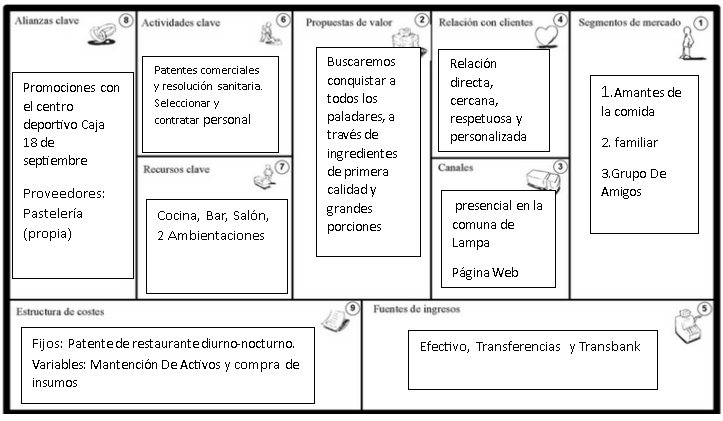 Alianzas clave
8
Promociones con
el centro
deportivo Caja
18 de
septiembre
Proveedores:
Pastelería
(propia)
Actividades clave
6
Patentes comerciales
y resolución sanitaria.
Seleccionar y
contratar personal
Recursos clave
7
Cocina, Bar, Salón,
2 Ambientaciones
Propuestas de valor
2
Buscaremos
conquistar a
todos los
paladares, a
través de
ingredientes
de primera
calidad y
grandes
porciones
Relación con clientes
4
Relación
directa,
cercana,
respetuosa y
personalizada
Canales
3
presencial en la
comuna de
Lampa
Página Web
Segmentos de mercado
1
1.Amantes de
la comida
2. familiar
3.Grupo De
Amigos
Estructura de costes
9
Fijos: Patente de restaurante diurno-nocturno.
Variables: Mantención De Activos y compra de
insumos
Fuentes de ingresos
5
Efectivo, Transferencias y Transbank